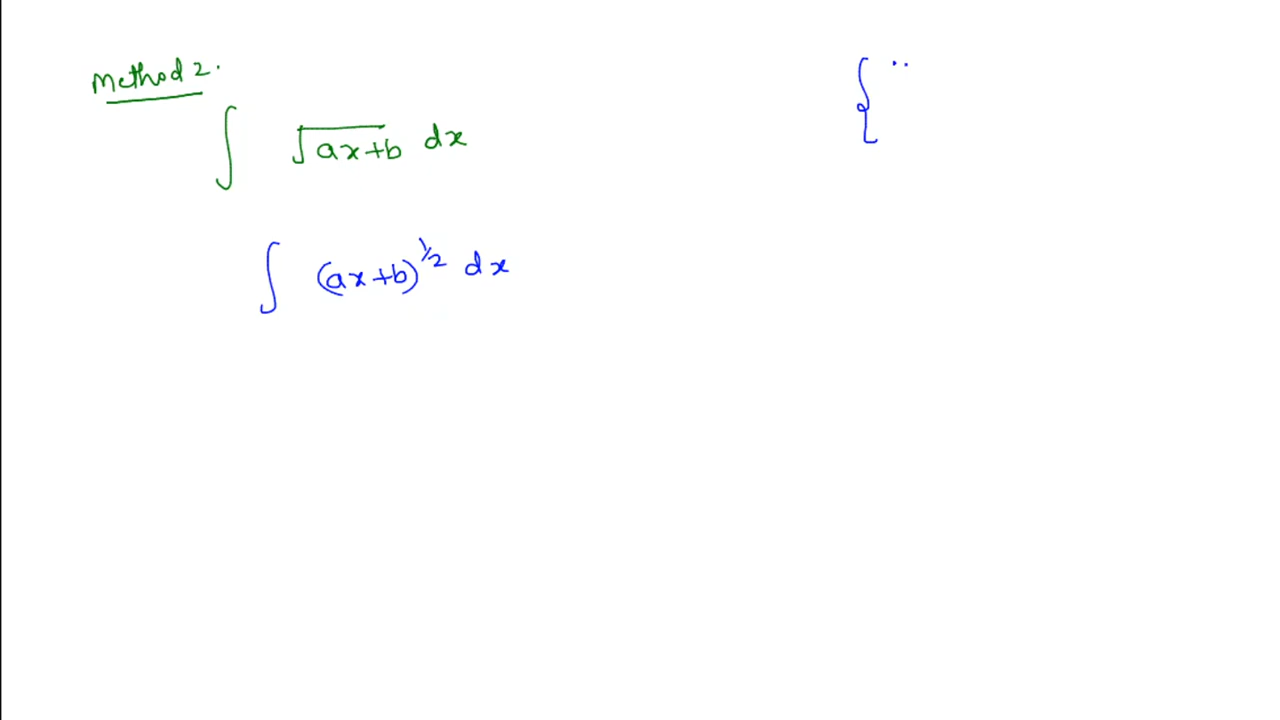 Method 2.
∫ √ax+b dx
∫ (ax+b)^1/2 dx
{ ..